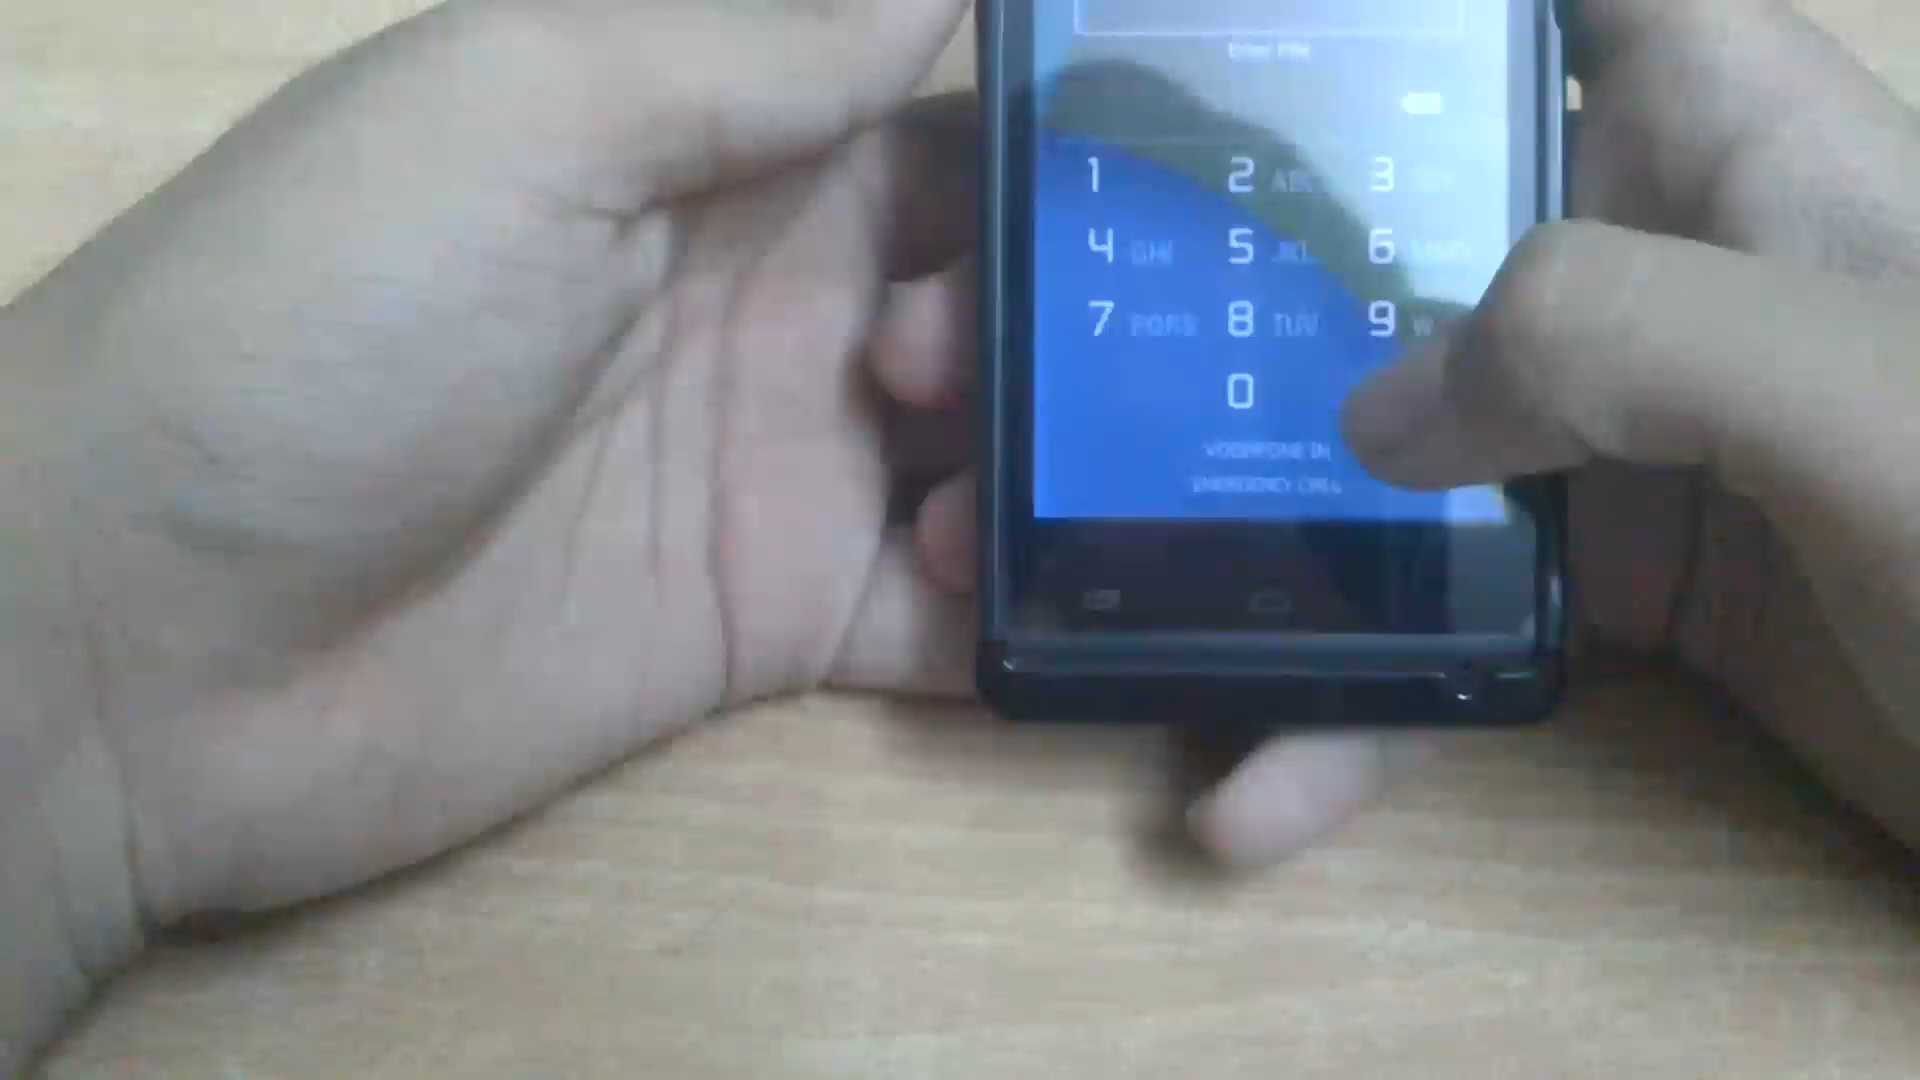 Enter PIN
1 2 ABC 3
4 GHI 5 JKL 6 MNO
7 PQRS 8 TUV 9 W
0
VODAFONE IN
EMERGENCY CALL